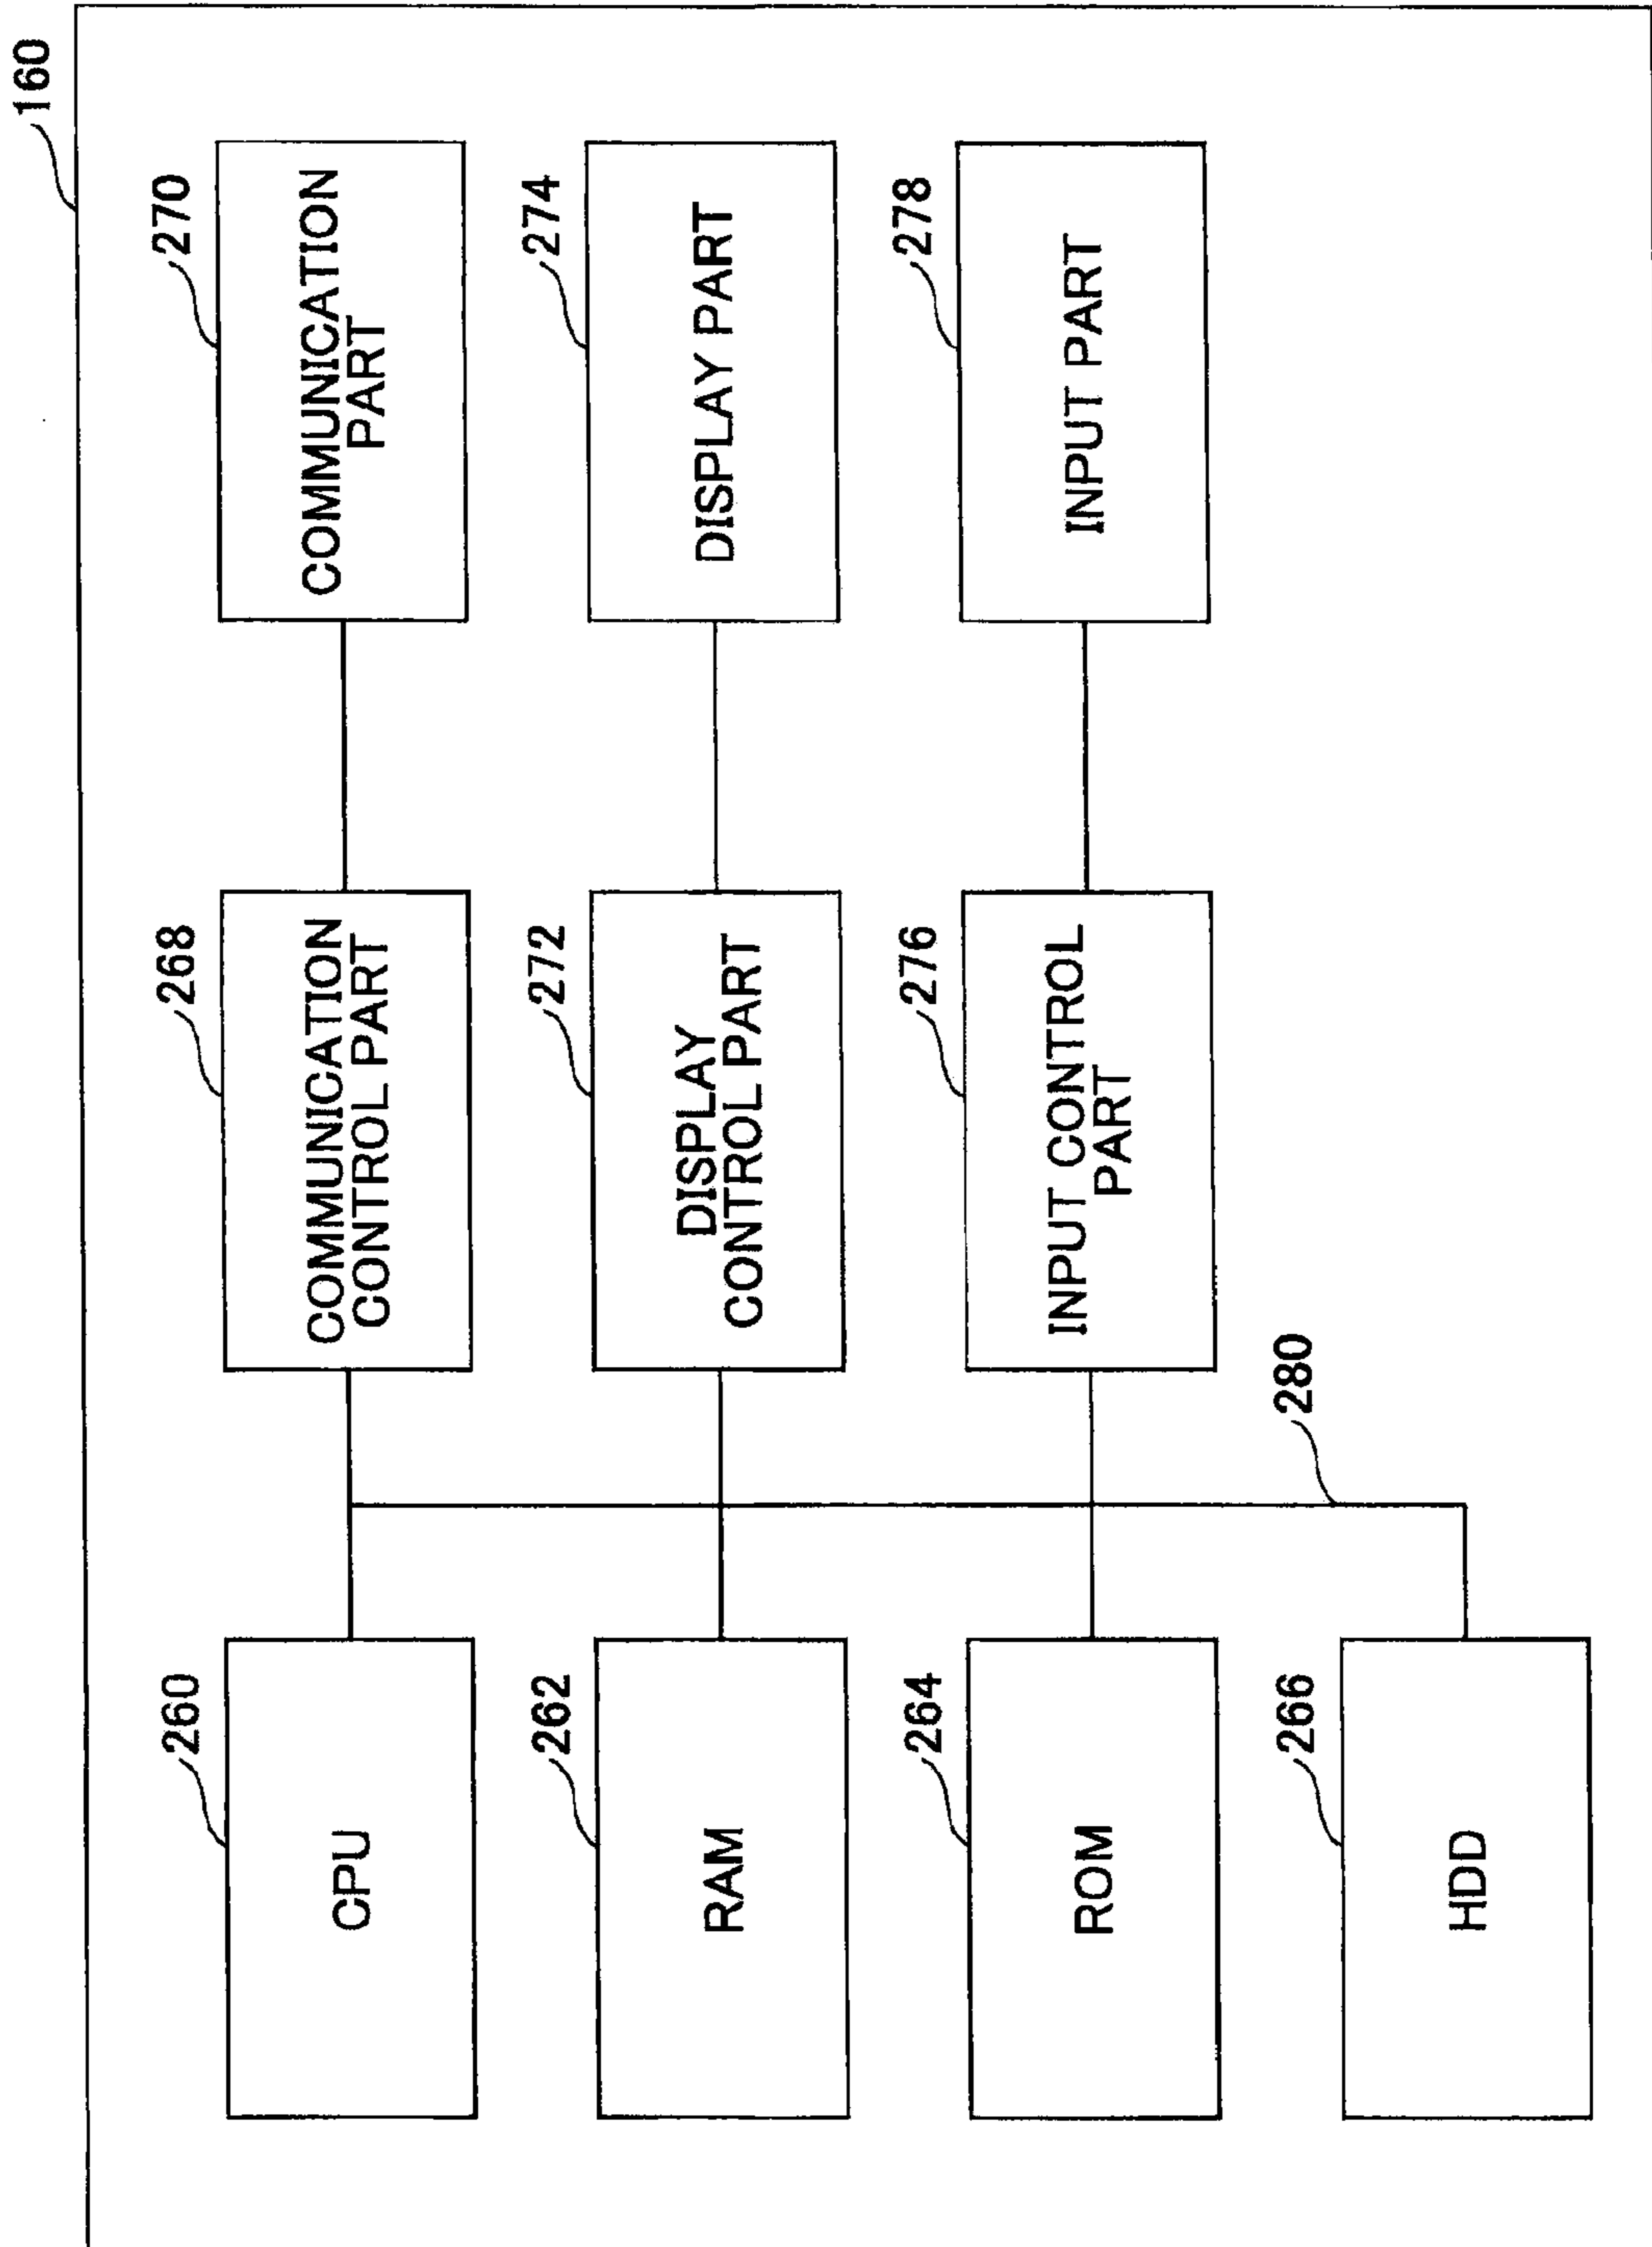 160
260
CPU
268
COMMUNICATION
CONTROL PART
270
COMMUNICATION
PART
262
RAM
272
DISPLAY
CONTROL PART
274
DISPLAY PART
264
ROM
276
INPUT CONTROL
PART
278
INPUT PART
266
HDD
280